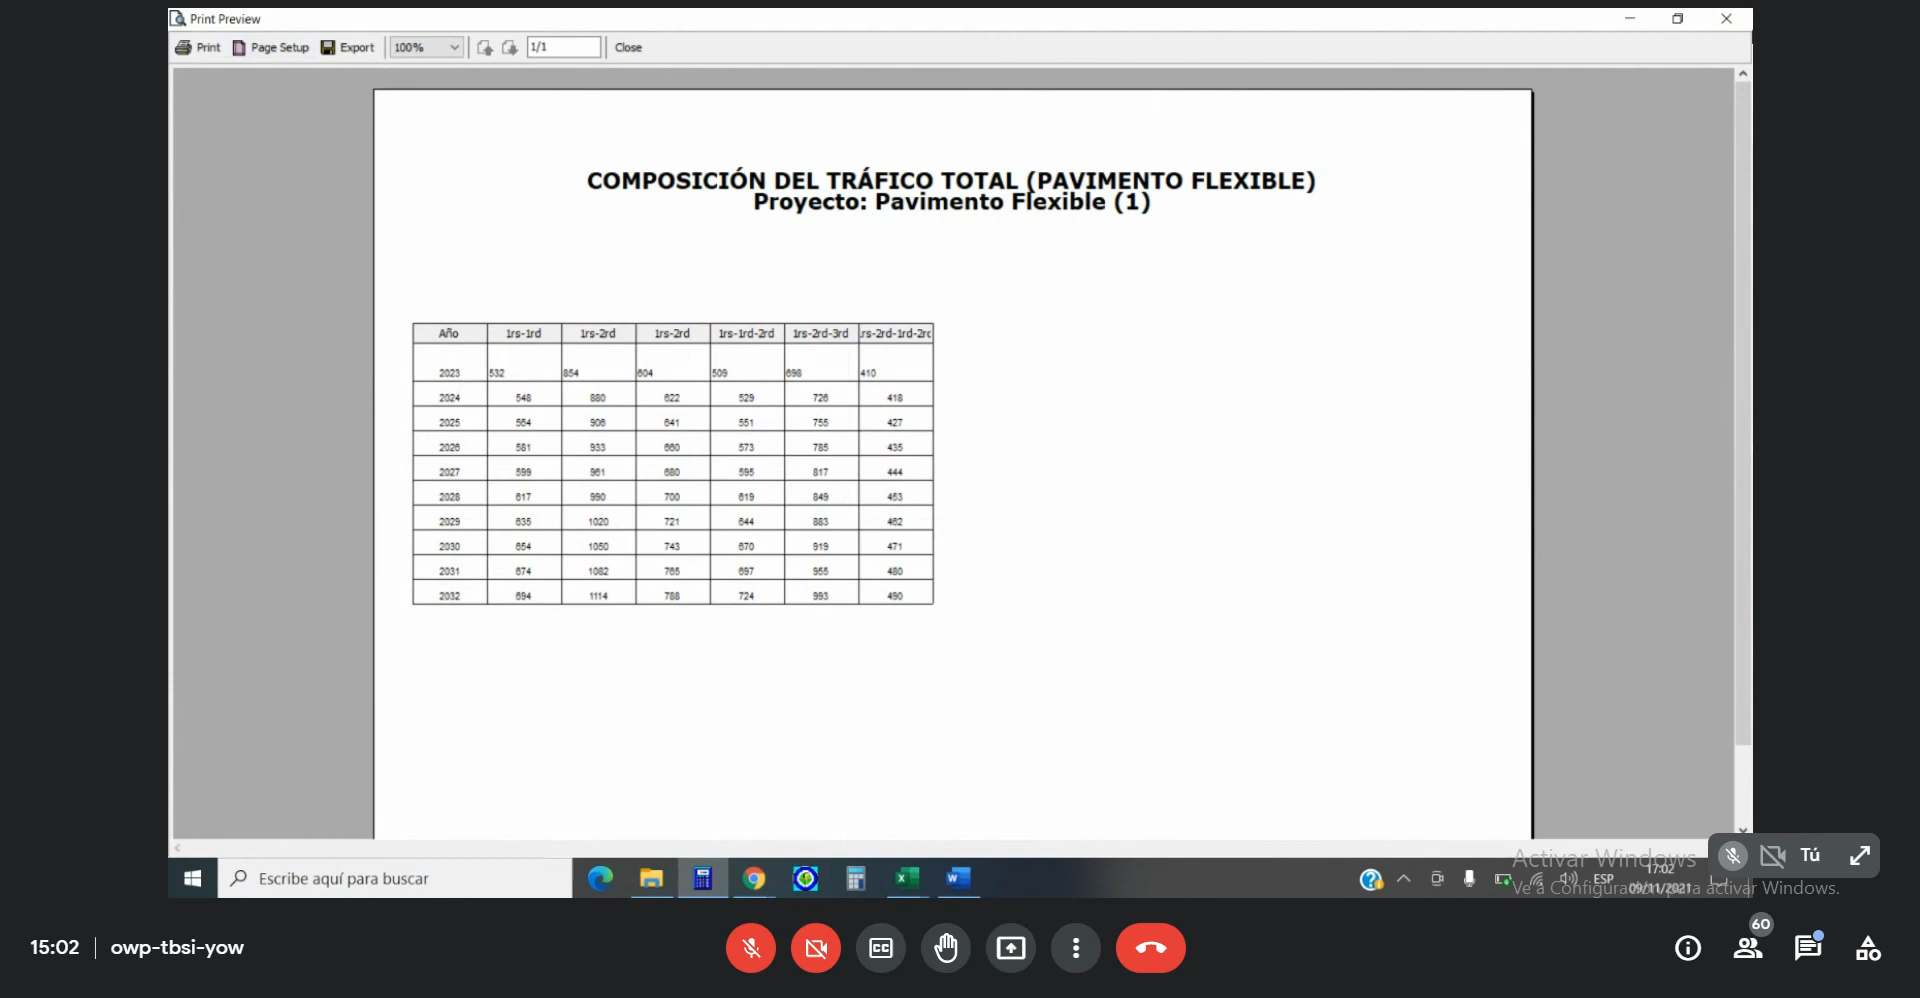 Print Preview
Print Page Setup Export 100% 1/1 Close
COMPOSICIÓN DEL TRÁFICO TOTAL (PAVIMENTO FLEXIBLE)
Proyecto: Pavimento Flexible (1)
Año 1rs-1rd 1rs-2rd 1rs-2rd 1rs-1rd-2rd 1rs-2rd-3rd rs-2rd-1rd-2rd
2023 532 854 604 509 698 410
2024 548 880 622 529 726 418
2025 564 906 641 551 755 427
2026 581 933 660 573 785 435
2027 599 961 680 595 817 444
2028 617 990 700 619 849 453
2029 635 1020 721 644 883 462
2030 654 1050 743 670 919 471
2031 674 1082 765 697 955 480
2032 694 1114 788 724 993 490
Activar Windows
Ve a Configuración para activar Windows.
Tú
Escribe aquí para buscar
ESP
17:02
09/11/2021
15:02 owp-tbsi-yow
60